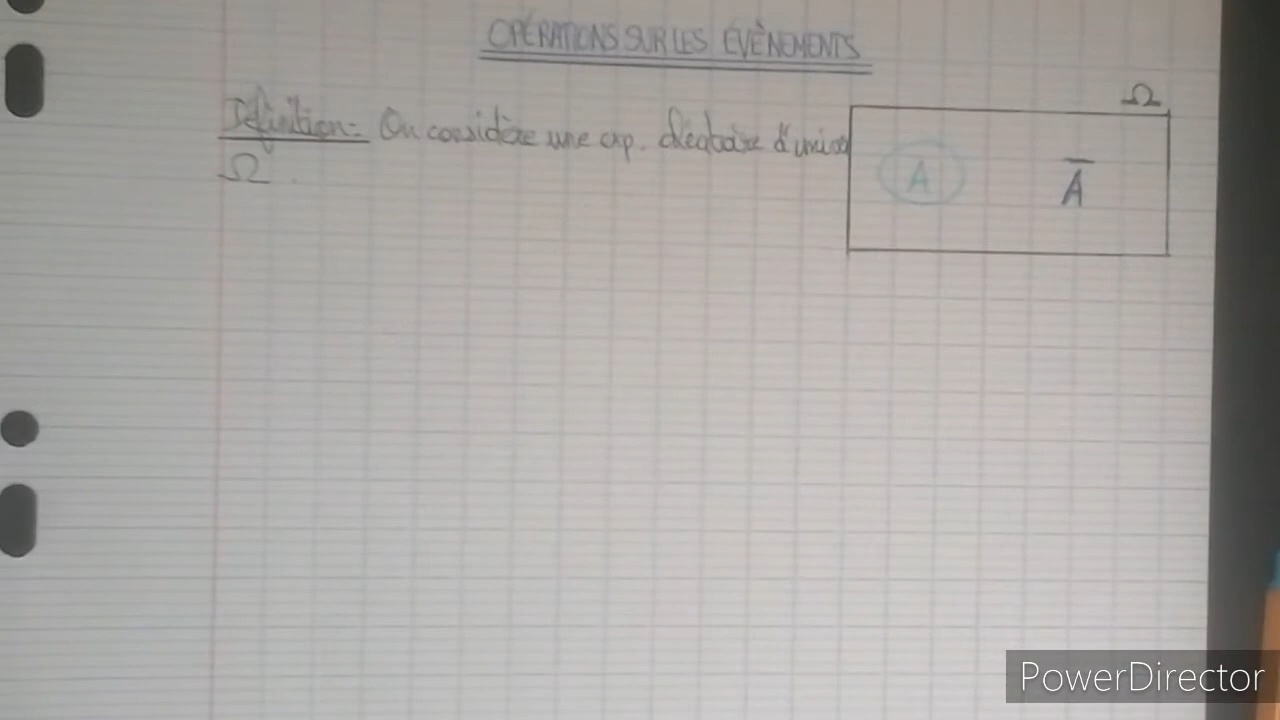 OPÉRATIONS SUR LES ÉVÈNEMENTS
Définition: On considère une exp. aléatoire d'univers
Ω.
Ω
A
A̅
PowerDirector